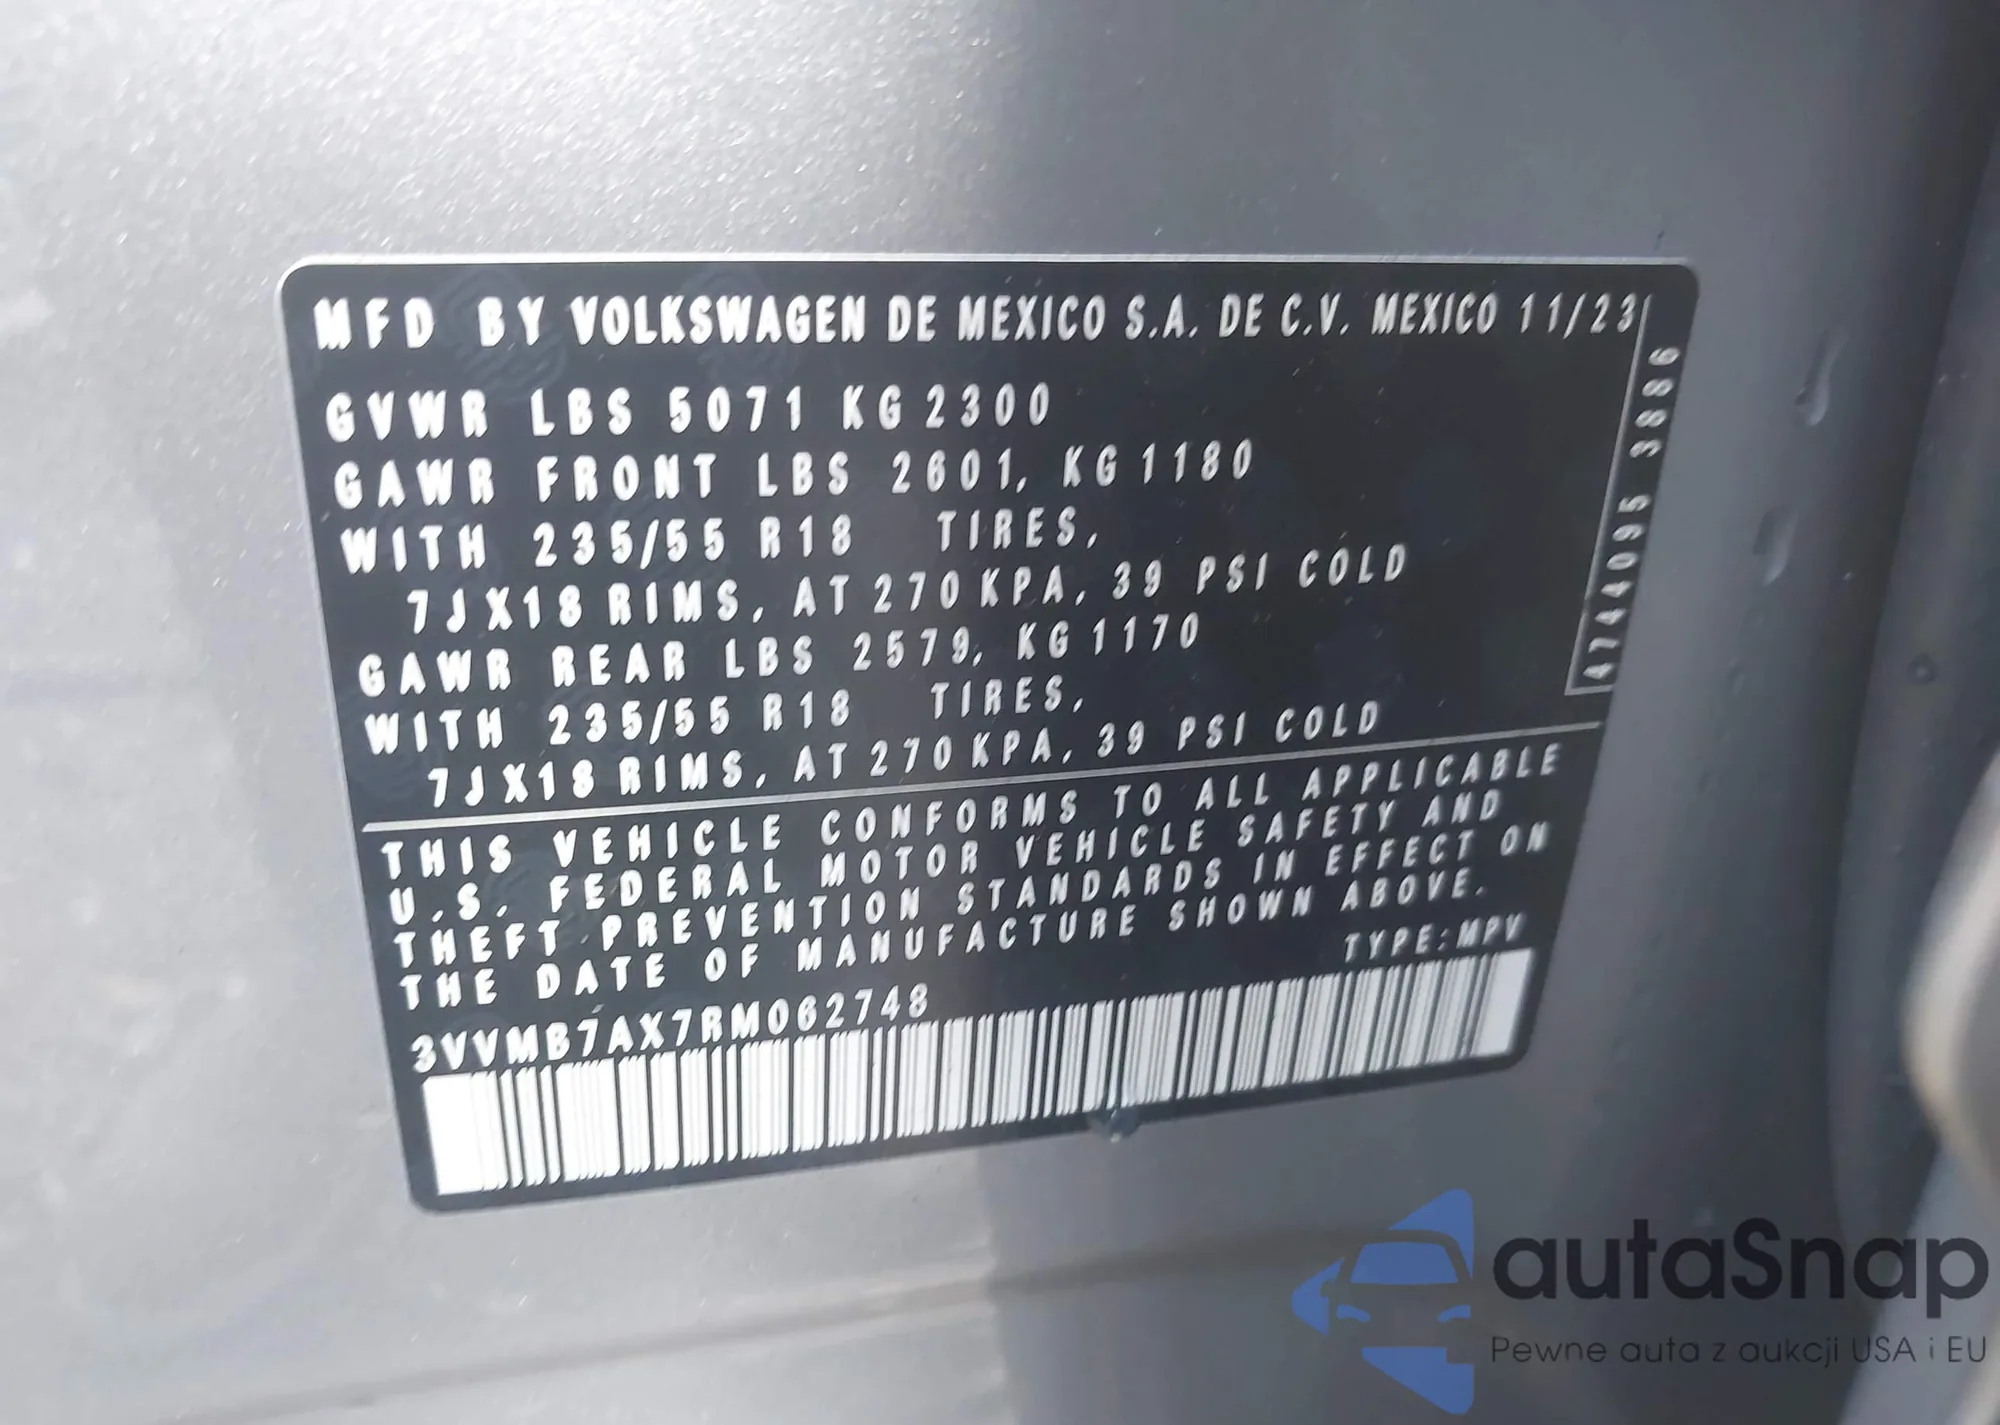 MFD BY VOLKSWAGEN DE MEXICO S.A. DE C.V. MEXICO 11/23
GVWR LBS 5071 KG 2300
GAWR FRONT LBS 2601, KG 1180
WITH 235/55 R18 TIRES,
7JX18 RIMS, AT 270 KPA, 39 PSI COLD
GAWR REAR LBS 2579, KG 1170
WITH 235/55 R18 TIRES,
7JX18 RIMS, AT 270 KPA, 39 PSI COLD
4744095 3886
THIS VEHICLE CONFORMS TO ALL APPLICABLE
U.S. FEDERAL MOTOR VEHICLE SAFETY AND
THEFT PREVENTION STANDARDS IN EFFECT ON
THE DATE OF MANUFACTURE SHOWN ABOVE.
TYPE:MPV
3VVMB7AX7RM062748
autaSnap
Pewne auta z aukcji USA i EU